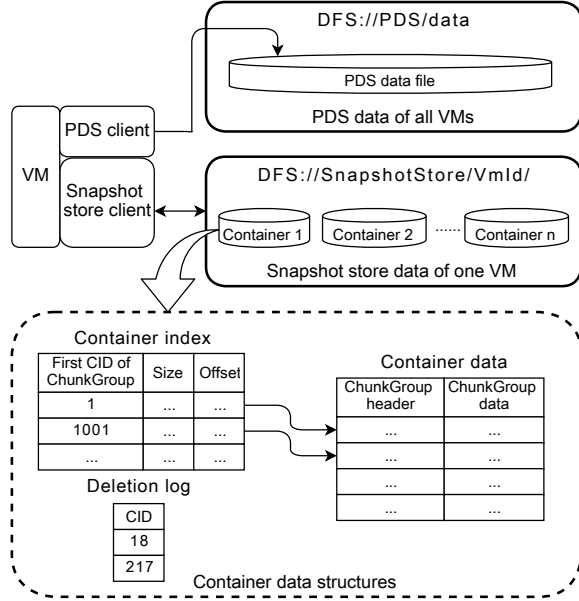 DFS://PDS/data
PDS data file
PDS data of all VMs
VM
PDS client
Snapshot
store client
DFS://SnapshotStore/VmId/
Container 1
Container 2
......
Container n
Snapshot store data of one VM
Container index
First CID of
ChunkGroup
Size
Offset
1
...
...
1001
...
...
...
...
...
Container data
ChunkGroup
header
ChunkGroup
data
...
...
...
...
...
...
...
...
Deletion log
CID
18
217
Container data structures